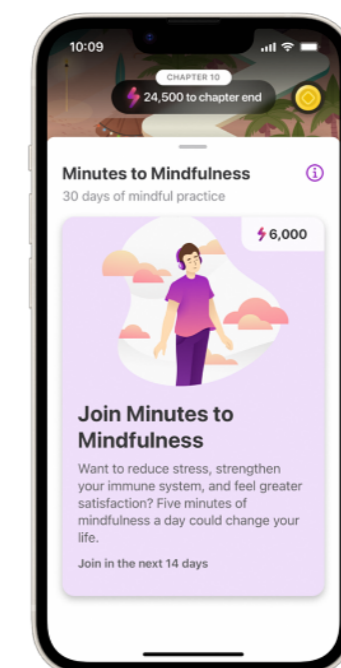 10:09
CHAPTER 10
24,500 to chapter end
Minutes to Mindfulness
30 days of mindful practice
6,000
Join Minutes to
Mindfulness
Want to reduce stress, strengthen
your immune system, and feel greater
satisfaction? Five minutes of
mindfulness a day could change your
life.
Join in the next 14 days